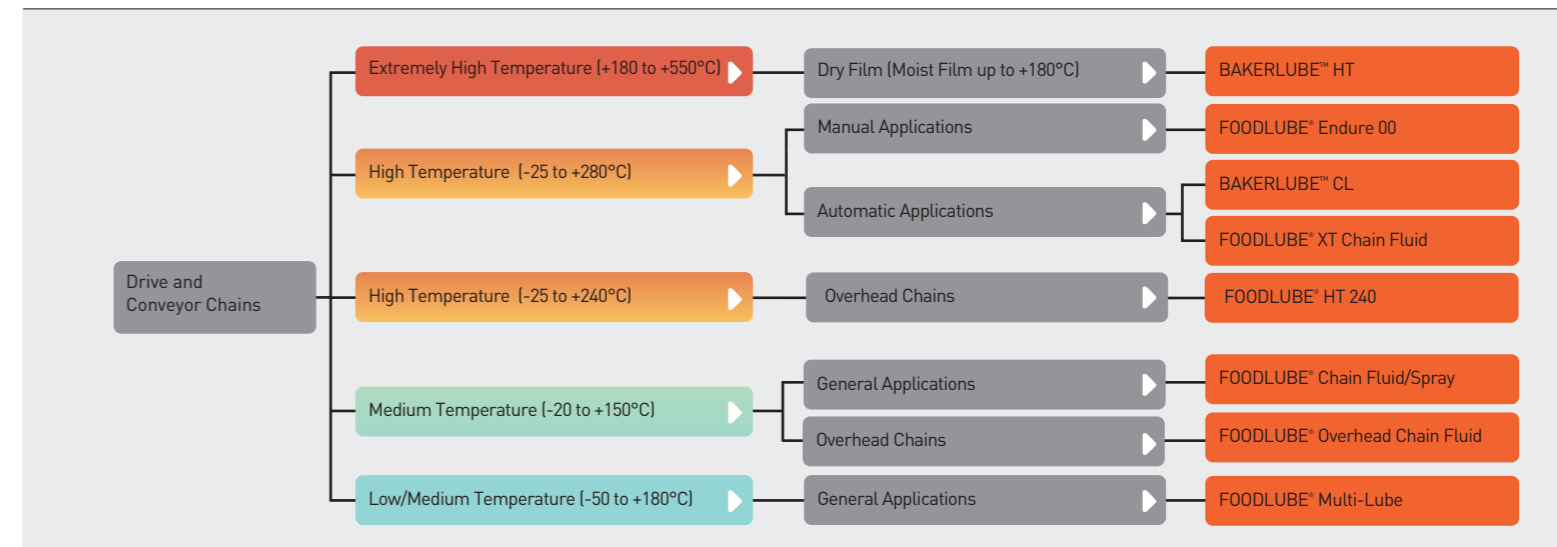 Extremely High Temperature (+180 to +550°C)
Dry Film (Moist Film up to +180°C)
BAKERLUBE™ HT
Manual Applications
FOODLUBE® Endure 00
High Temperature (-25 to +280°C)
BAKERLUBE™ CL
Automatic Applications
FOODLUBE® XT Chain Fluid
Drive and
Conveyor Chains
High Temperature (-25 to +240°C)
Overhead Chains
FOODLUBE® HT 240
General Applications
FOODLUBE® Chain Fluid/Spray
Medium Temperature (-20 to +150°C)
Overhead Chains
FOODLUBE® Overhead Chain Fluid
Low/Medium Temperature (-50 to +180°C)
General Applications
FOODLUBE® Multi-Lube